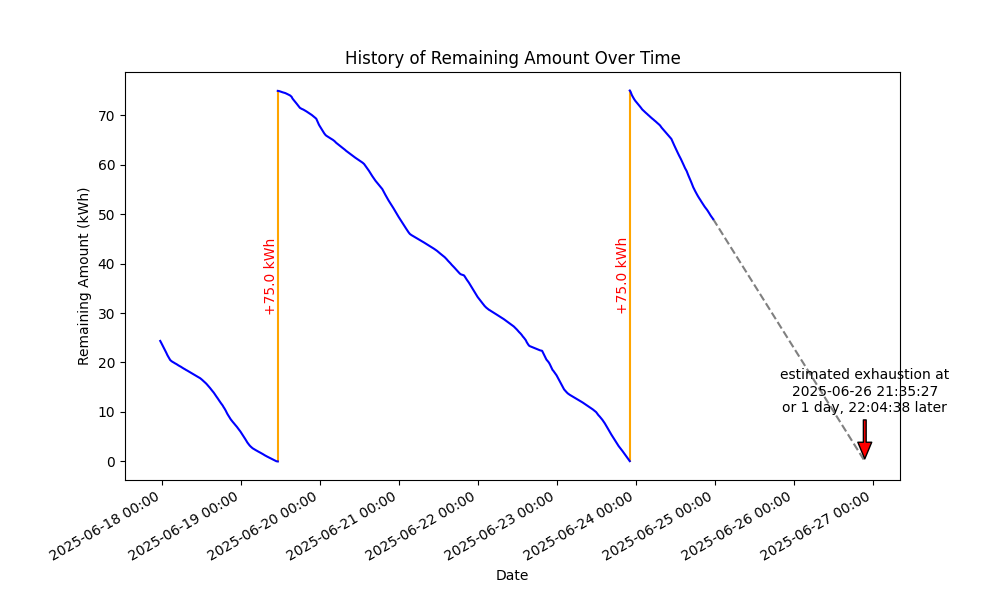 History of Remaining Amount Over Time
Remaining Amount (kWh)
70
60
50
40
30
20
10
0
+75.0 kWh
+75.0 kWh
estimated exhaustion at
2025-06-26 21:35:27
or 1 day, 22:04:38 later
2025-06-18 00:00
2025-06-19 00:00
2025-06-20 00:00
2025-06-21 00:00
2025-06-22 00:00
2025-06-23 00:00
2025-06-24 00:00
2025-06-25 00:00
2025-06-26 00:00
2025-06-27 00:00
Date